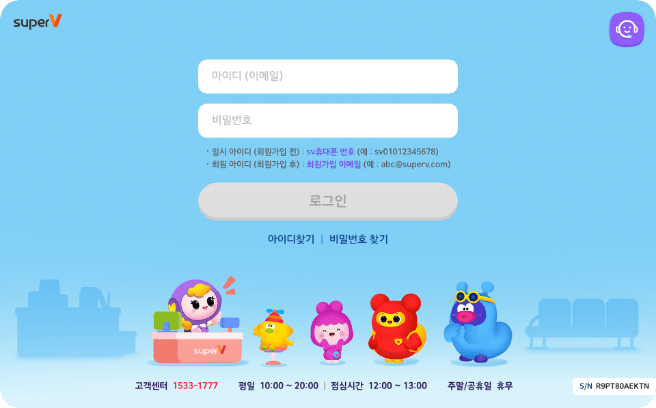 superV
아이디 (이메일)
비밀번호
· 임시 아이디 (회원가입 전) : sv휴대폰 번호 (예 : sv01012345678)
· 회원 아이디 (회원가입 후) : 회원가입 이메일 (예 : abc@superv.com)
로그인
아이디찾기 | 비밀번호 찾기
superV
고객센터 1533-1777 평일 10:00 ~ 20:00 | 점심시간 12:00 ~ 13:00 주말/공휴일 휴무
S/N R9PT80AEKTN